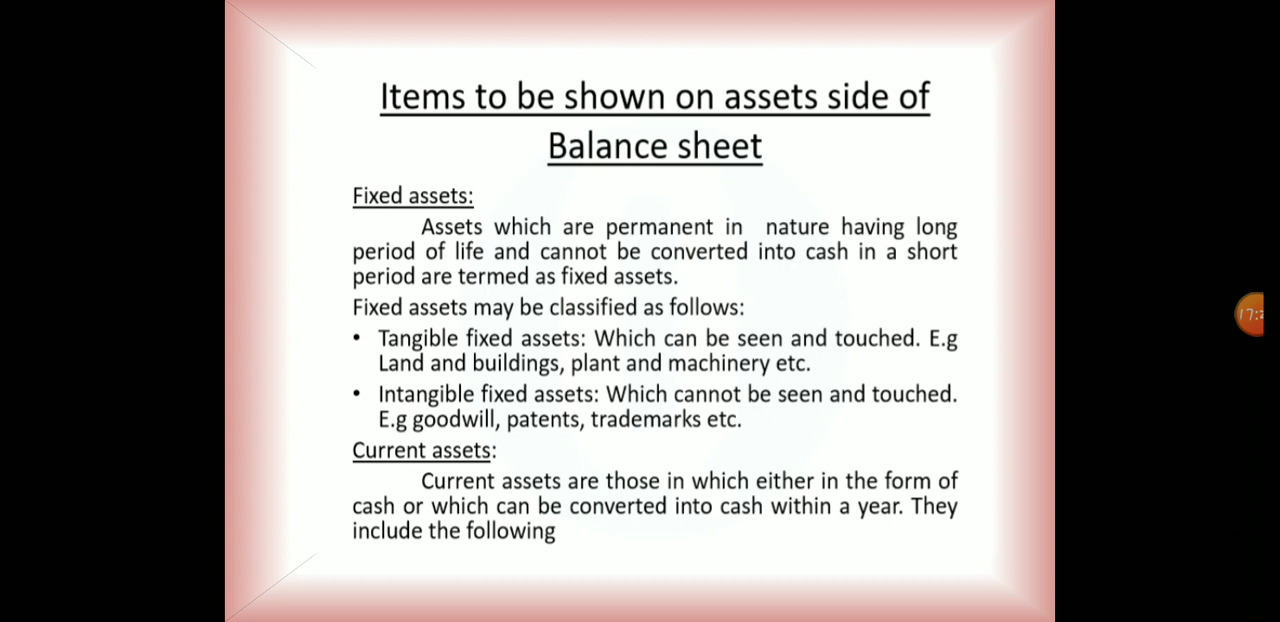 Items to be shown on assets side of
Balance sheet
Fixed assets:
Assets which are permanent in nature having long
period of life and cannot be converted into cash in a short
period are termed as fixed assets.
Fixed assets may be classified as follows:
• Tangible fixed assets: Which can be seen and touched. E.g
Land and buildings, plant and machinery etc.
• Intangible fixed assets: Which cannot be seen and touched.
E.g goodwill, patents, trademarks etc.
Current assets:
Current assets are those in which either in the form of
cash or which can be converted into cash within a year. They
include the following